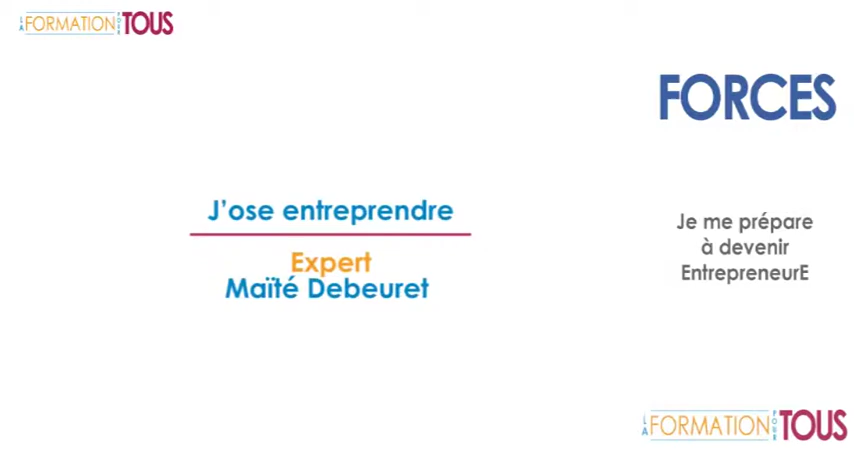 LA FORMATION POUR TOUS
FORCES
J'ose entreprendre
Expert
Maïté Debeuret
Je me prépare
à devenir
EntrepreneurE
LA FORMATION POUR TOUS